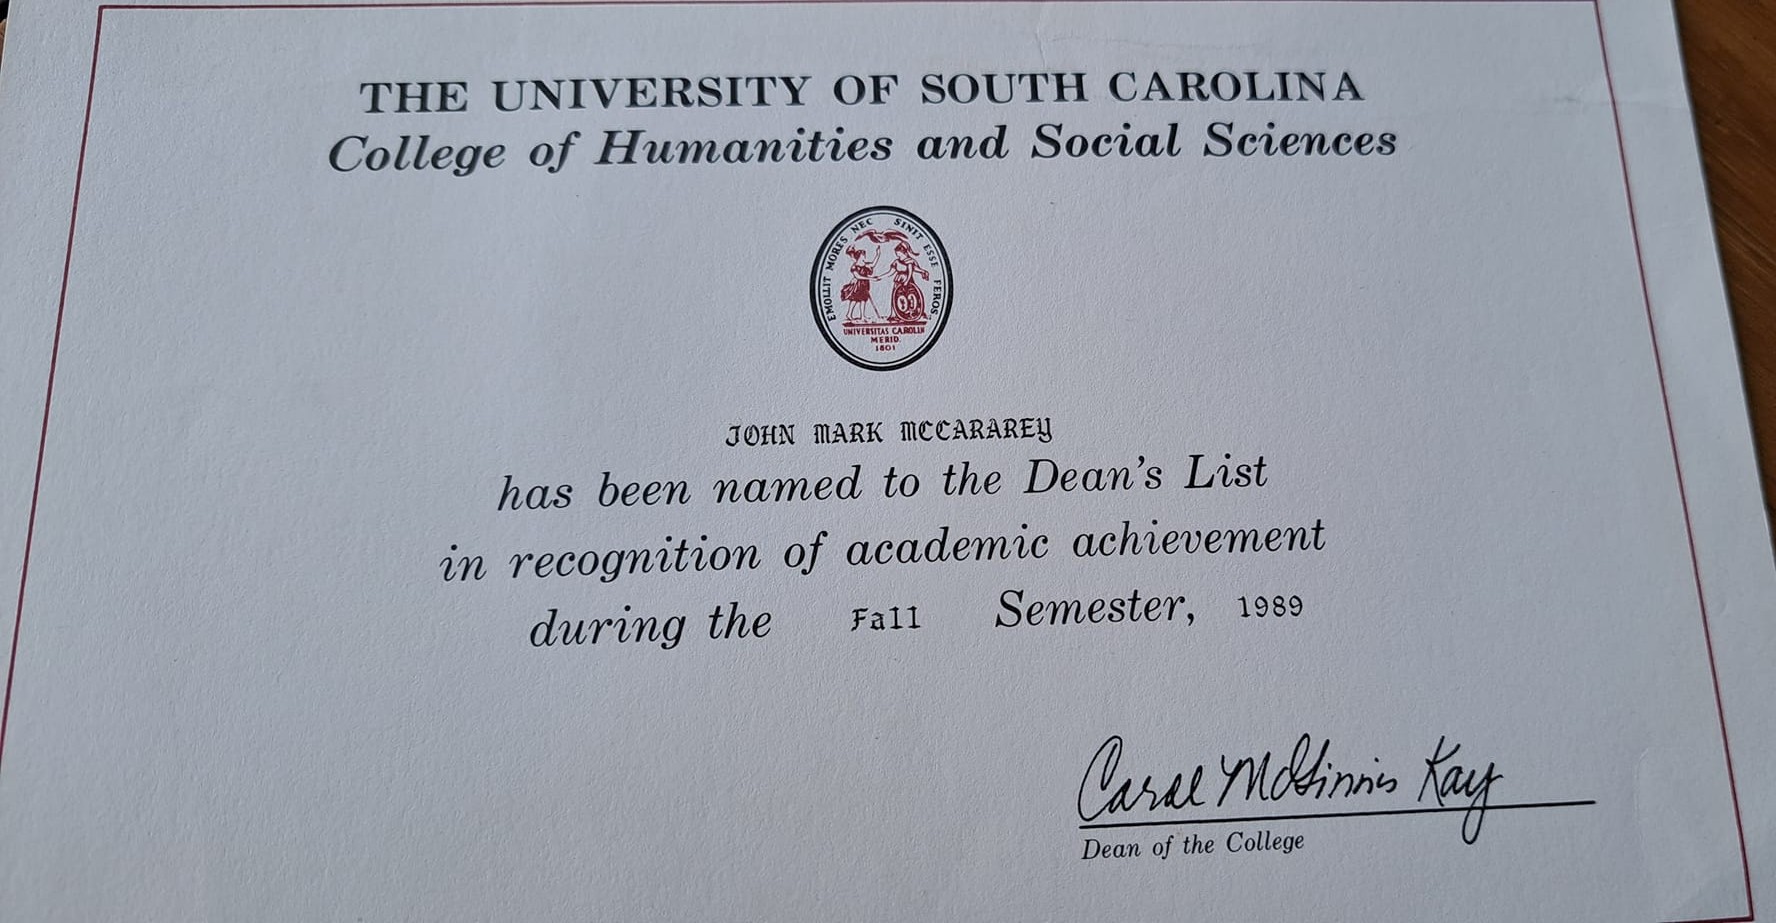 THE UNIVERSITY OF SOUTH CAROLINA
College of Humanities and Social Sciences
EMOLLIT MORES NEC SINIT ESSE FEROS
UNIVERSITAS CAROLIN
MERID.
1801
JOHN MARK MCCARAREY
has been named to the Dean's List
in recognition of academic achievement
during the Fall Semester, 1989
Carol McGinnis Kay
Dean of the College